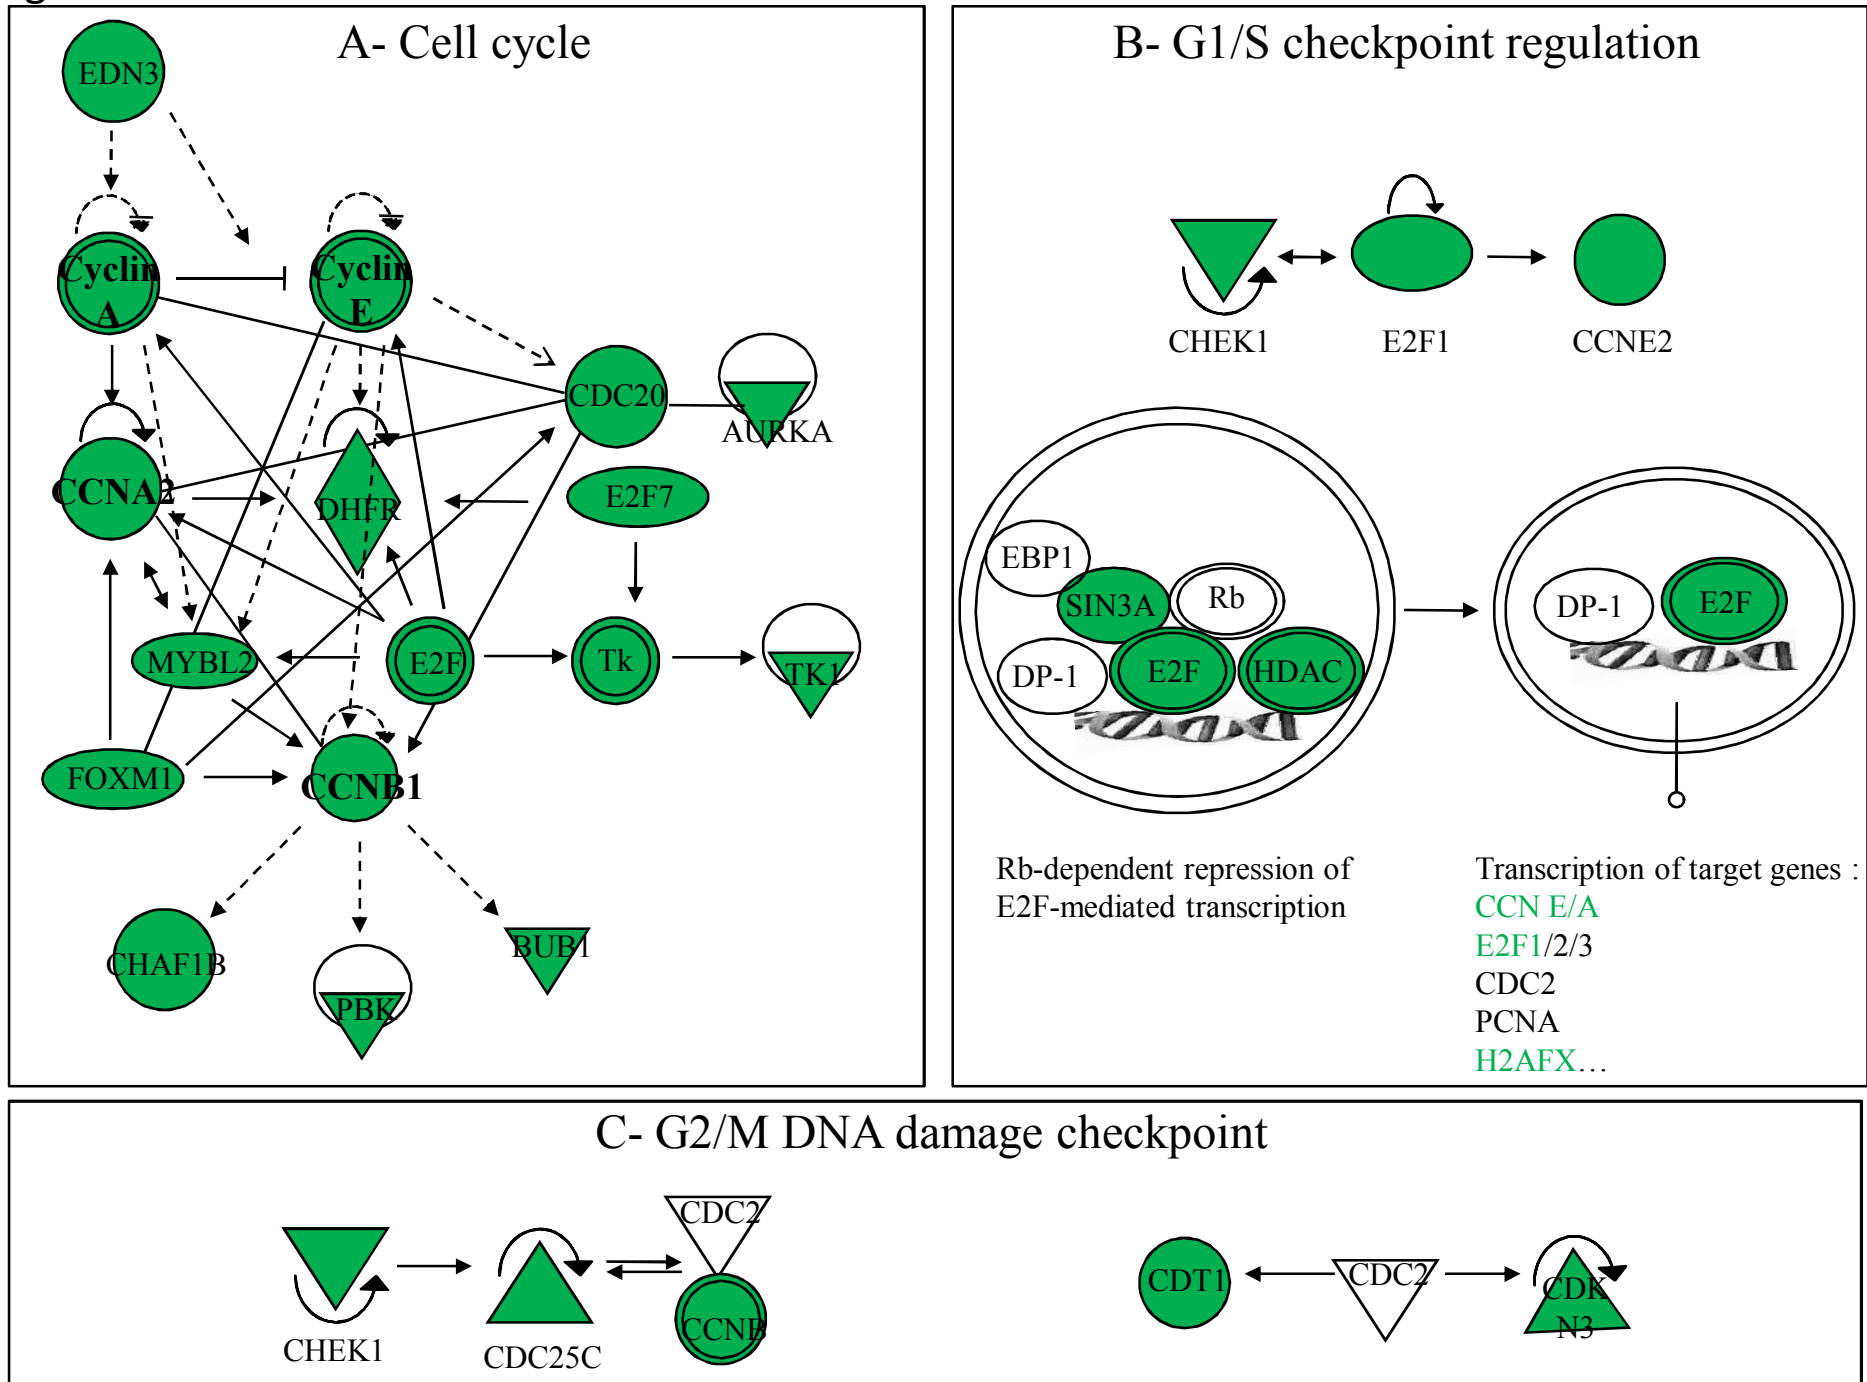 A- Cell cycle
EDN3
Cyclin
A
Cyclin
E
CDC20
AURKA
CCNA2
DHFR
E2F7
MYBL2
E2F
Tk
TK1
FOXM1
CCNB1
CHAF1B
PBK
BUB1
B- G1/S checkpoint regulation
CHEK1
E2F1
CCNE2
EBP1
SIN3A
Rb
DP-1
E2F
HDAC
DP-1
E2F
Rb-dependent repression of
E2F-mediated transcription
Transcription of target genes :
CCN E/A
E2F1/2/3
CDC2
PCNA
H2AFX…
C- G2/M DNA damage checkpoint
CHEK1
CDC25C
CDC2
CCNB
CDT1
CDC2
CDK
N3